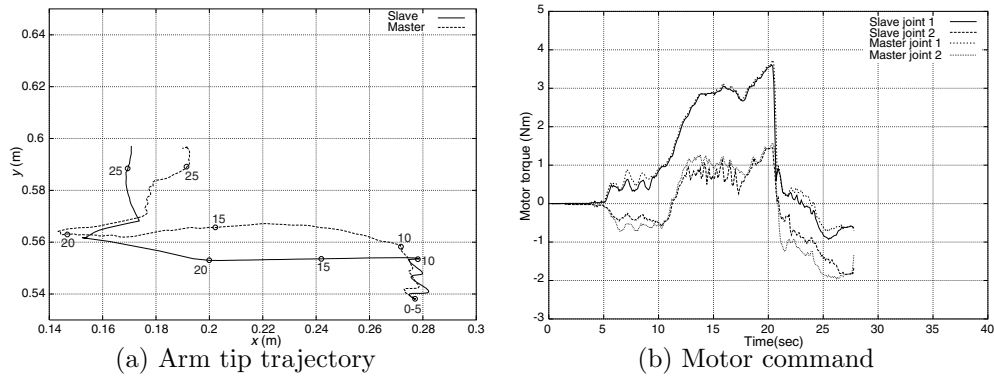 0.64
0.62
0.6
0.58
0.56
0.54
y (m)
0.14 0.16 0.18 0.2 0.22 0.24 0.26 0.28 0.3
x (m)
Slave
Master
25
25
20
15
10
20
15
10
0-5
(a) Arm tip trajectory
5
4
3
2
1
0
-1
-2
-3
Motor torque (Nm)
0 5 10 15 20 25 30 35 40
Time(sec)
Slave joint 1
Slave joint 2
Master joint 1
Master joint 2
(b) Motor command